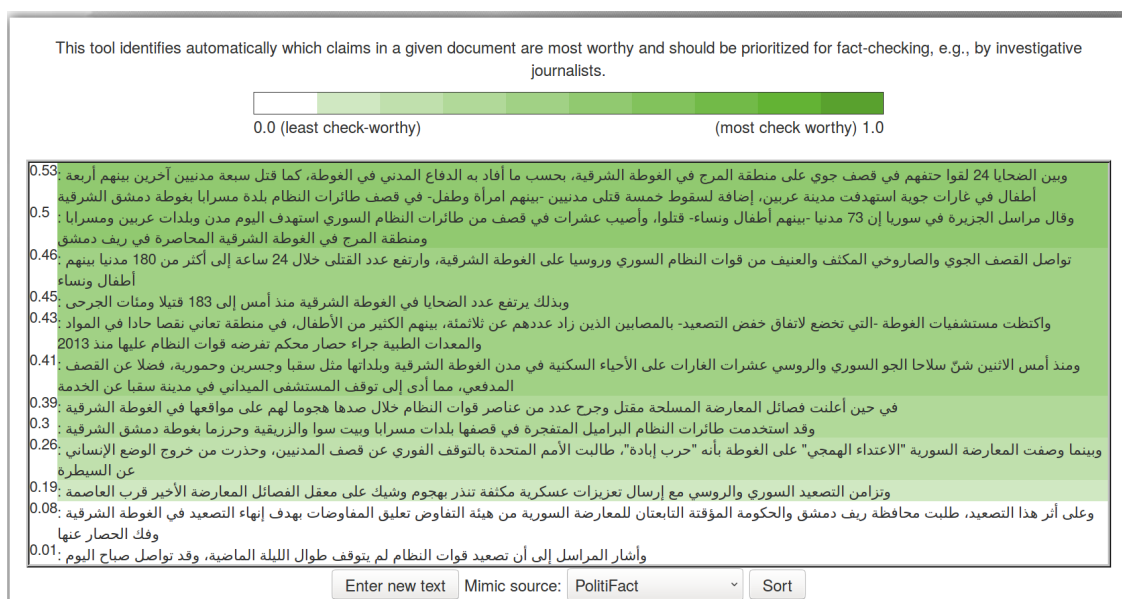 This tool identifies automatically which claims in a given document are most worthy and should be prioritized for fact-checking, e.g., by investigative
journalists.
0.0 (least check-worthy)
(most check worthy) 1.0
0.53 وبين الضحايا 24 لقوا حتفهم في قصف جوي على منطقة المرج في الغوطة الشرقية، بحسب ما أفاد به الدفاع المدني في الغوطة، كما قتل سبعة مدنيين آخرين بينهم أربعة :
أطفال في غارات جوية استهدفت مدينة عربين، إضافة لسقوط خمسة قتلى مدنيين -بينهم امرأة وطفل- في قصف طائرات النظام بلدة مسرابا بغوطة دمشق الشرقية
0.5 وقال مراسل الجزيرة في سوريا إن 73 مدنيا -بينهم أطفال ونساء- قتلوا، وأصيب عشرات في قصف من طائرات النظام السوري استهدف اليوم مدن وبلدات عربين ومسرابا :
ومنطقة المرج في الغوطة الشرقية المحاصرة في ريف دمشق
0.46 تواصل القصف الجوي والصاروخي المكثف والعنيف من قوات النظام السوري وروسيا على الغوطة الشرقية، وارتفع عدد القتلى خلال 24 ساعة إلى أكثر من 180 مدنيا بينهم :
أطفال ونساء
0.45 وبذلك يرتفع عدد الضحايا في الغوطة الشرقية منذ أمس إلى 183 قتيلا ومئات الجرحى :
0.43 واكتظت مستشفيات الغوطة -التي تخضع لاتفاق خفض التصعيد- بالمصابين الذين زاد عددهم عن ثلاثمئة، بينهم الكثير من الأطفال، في منطقة تعاني نقصا حادا في المواد :
والمعدات الطبية جراء حصار محكم تفرضه قوات النظام عليها منذ 2013
0.41 ومنذ أمس الاثنين شنّ سلاحا الجو السوري والروسي عشرات الغارات على الأحياء السكنية في مدن الغوطة الشرقية وبلداتها مثل سقبا وجسرين وحمورية، فضلا عن القصف :
المدفعي، مما أدى إلى توقف المستشفى الميداني في مدينة سقبا عن الخدمة
0.39 في حين أعلنت فصائل المعارضة المسلحة مقتل وجرح عدد من عناصر قوات النظام خلال صدها هجوما لهم على مواقعها في الغوطة الشرقية :
0.3 وقد استخدمت طائرات النظام البراميل المتفجرة في قصفها بلدات مسرابا وبيت سوا والزريقية وحرزما بغوطة دمشق الشرقية :
0.26 وبينما وصفت المعارضة السورية "الاعتداء الهمجي" على الغوطة بأنه "حرب إبادة"، طالبت الأمم المتحدة بالتوقف الفوري عن قصف المدنيين، وحذرت من خروج الوضع الإنساني :
عن السيطرة
0.19 وتزامن التصعيد السوري والروسي مع إرسال تعزيزات عسكرية مكثفة تنذر بهجوم وشيك على معقل الفصائل المعارضة الأخير قرب العاصمة :
0.08 وعلى أثر هذا التصعيد، طلبت محافظة ريف دمشق والحكومة المؤقتة التابعتان للمعارضة السورية من هيئة التفاوض تعليق المفاوضات بهدف إنهاء التصعيد في الغوطة الشرقية :
وفك الحصار عنها
0.01 وأشار المراسل إلى أن تصعيد قوات النظام لم يتوقف طوال الليلة الماضية، وقد تواصل صباح اليوم :
Enter new text Mimic source: PolitiFact Sort